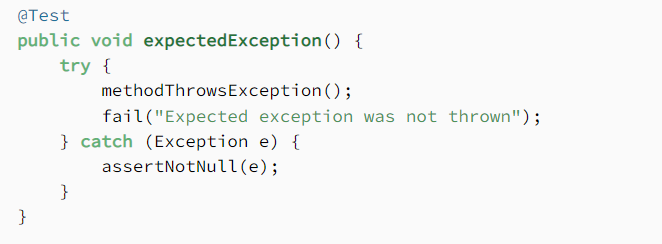 @Test
public void expectedException() {
    try {
        methodThrowsException();
        fail("Expected exception was not thrown");
    } catch (Exception e) {
        assertNotNull(e);
    }
}